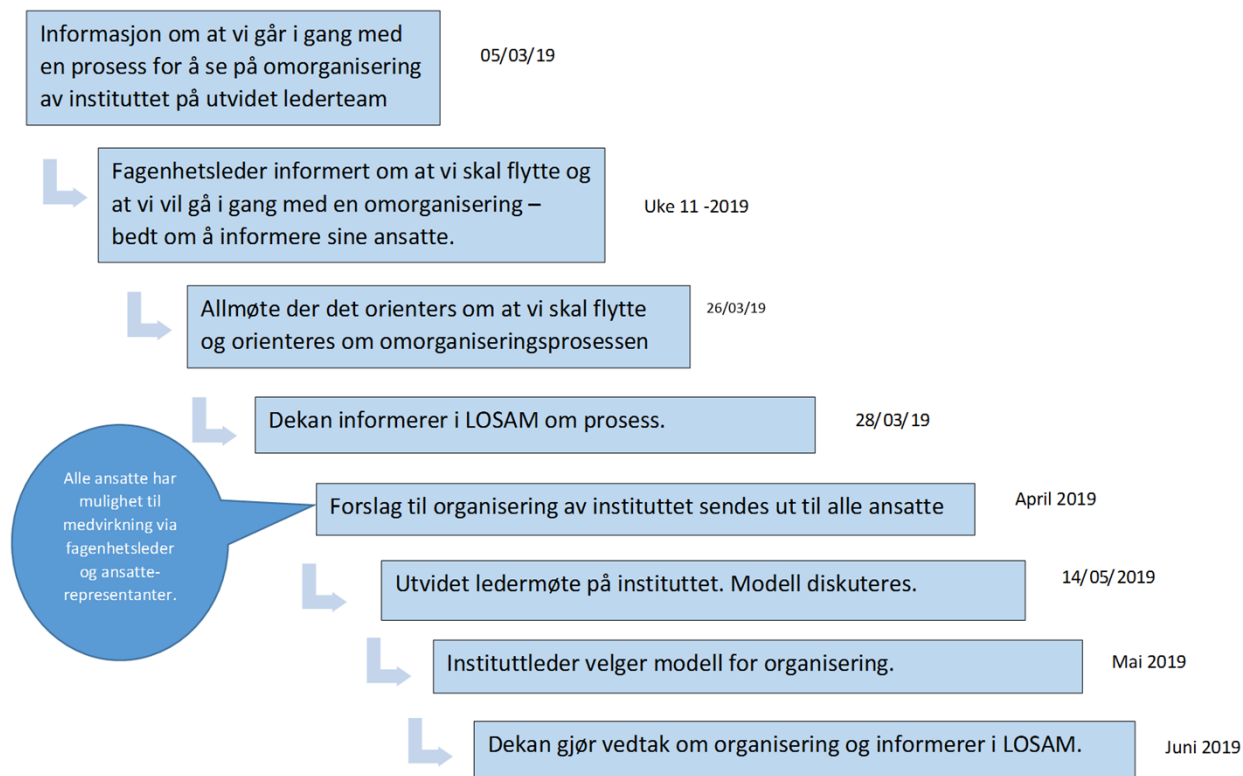 Informasjon om at vi går i gang med
en prosess for å se på omorganisering
av instituttet på utvidet lederteam
05/03/19
Fagenhetsleder informert om at vi skal flytte og
at vi vil gå i gang med en omorganisering –
bedt om å informere sine ansatte.
Uke 11 -2019
Allmøte der det orienters om at vi skal flytte
og orienteres om omorganiseringsprosessen
26/03/19
Dekan informerer i LOSAM om prosess.
28/03/19
Alle ansatte har
mulighet til
medvirkning via
fagenhetsleder
og ansatte-
representanter.
Forslag til organisering av instituttet sendes ut til alle ansatte
April 2019
Utvidet ledermøte på instituttet. Modell diskuteres.
14/05/2019
Instituttleder velger modell for organisering.
Mai 2019
Dekan gjør vedtak om organisering og informerer i LOSAM.
Juni 2019